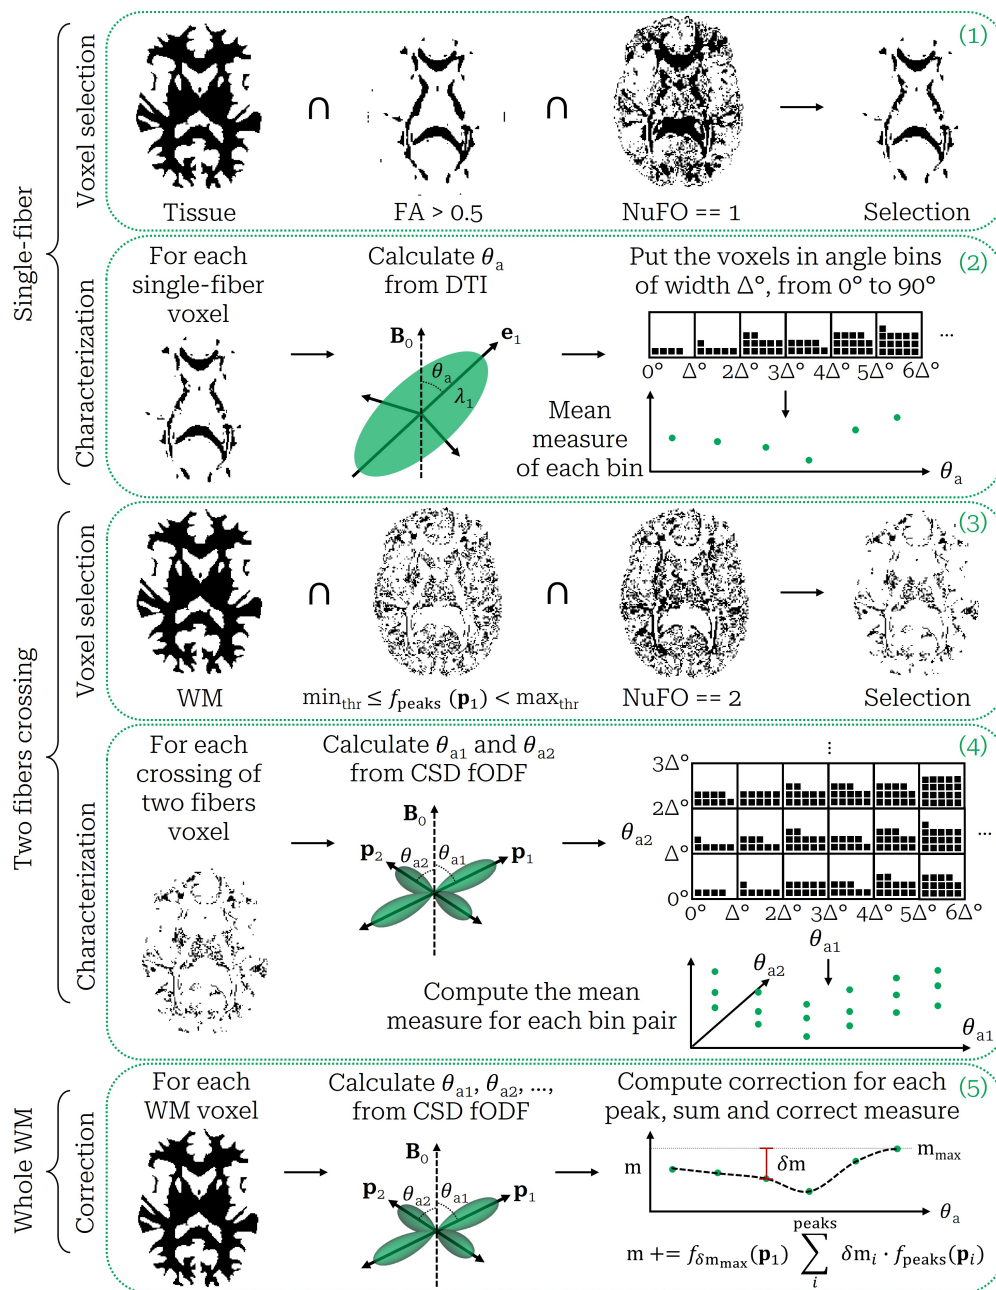 Single-fiber
Voxel selection
(1)
∩
∩
Tissue
FA > 0.5
NuFO == 1
Selection
Characterization
(2)
For each
single-fiber
voxel
Calculate θa
from DTI
B0
e1
θa
λ1
Put the voxels in angle bins
of width Δ°, from 0° to 90°
...
0° Δ° 2Δ° 3Δ° 4Δ° 5Δ° 6Δ°
Mean
measure
of each bin
θa
Two fibers crossing
Voxel selection
(3)
∩
∩
WM
minthr ≤ fpeaks (p1) < maxthr
NuFO == 2
Selection
Characterization
(4)
For each
crossing of
two fibers
voxel
Calculate θa1 and θa2
from CSD fODF
B0
p2
θa2
θa1
p1
⋮
3Δ°
2Δ°
θa2
...
Δ°
0°
0° Δ° 2Δ° 3Δ° 4Δ° 5Δ° 6Δ°
θa1
Compute the mean
measure for each bin pair
θa2
θa1
Whole WM
Correction
(5)
For each
WM voxel
Calculate θa1, θa2, ...,
from CSD fODF
B0
p2
θa2
θa1
p1
Compute correction for each
peak, sum and correct measure
m
δm
mmax
θa
m += fδmmax(p1) ∑ipeaks δmi · fpeaks(pi)